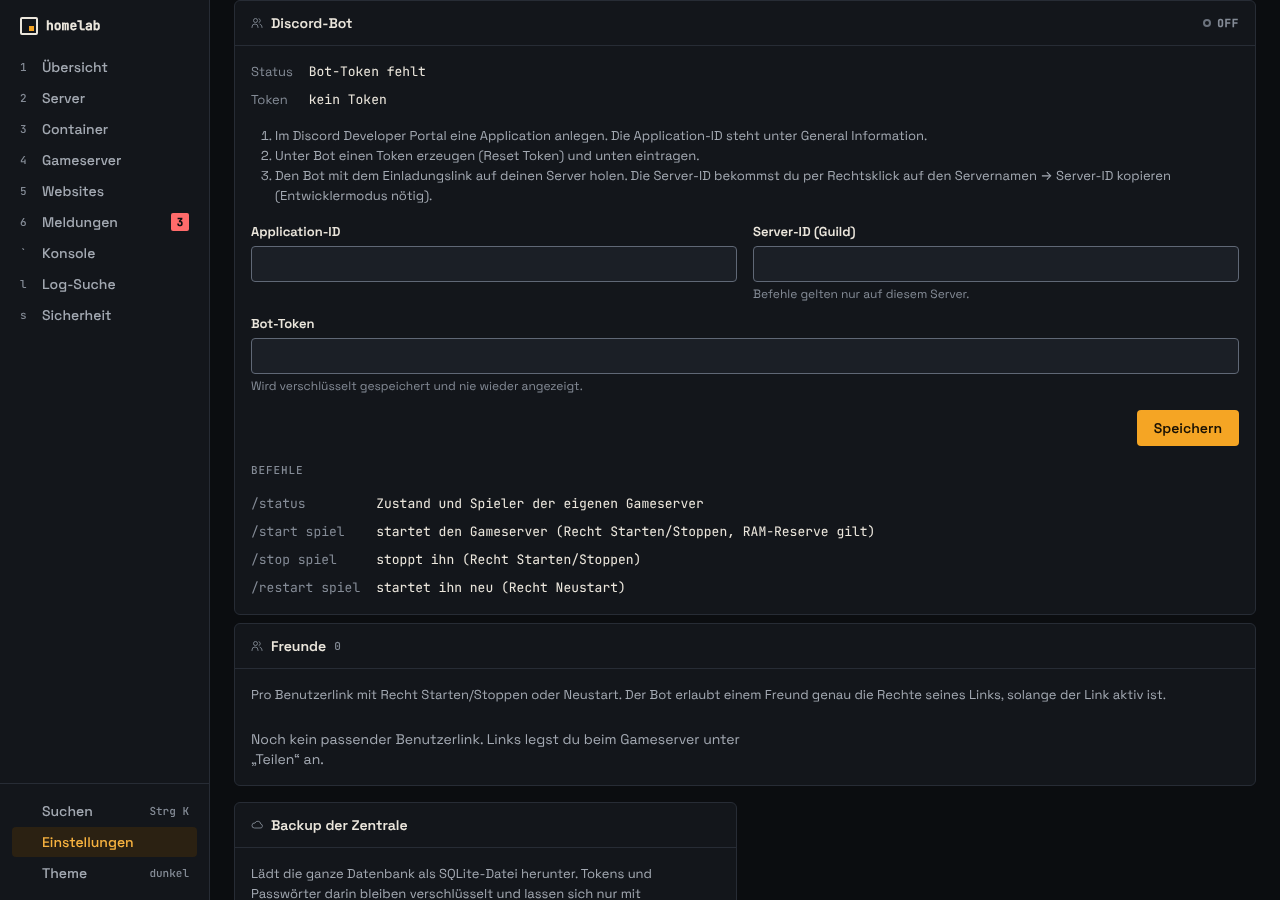 homelab
1 Übersicht
2 Server
3 Container
4 Gameserver
5 Websites
6 Meldungen 3
` Konsole
l Log-Suche
s Sicherheit
Suchen Strg K
Einstellungen
Theme dunkel
Discord-Bot OFF
Status Bot-Token fehlt
Token kein Token
1. Im Discord Developer Portal eine Application anlegen. Die Application-ID steht unter General Information.
2. Unter Bot einen Token erzeugen (Reset Token) und unten eintragen.
3. Den Bot mit dem Einladungslink auf deinen Server holen. Die Server-ID bekommst du per Rechtsklick auf den Servernamen → Server-ID kopieren
(Entwicklermodus nötig).
Application-ID Server-ID (Guild)
Befehle gelten nur auf diesem Server.
Bot-Token
Wird verschlüsselt gespeichert und nie wieder angezeigt.
Speichern
BEFEHLE
/status Zustand und Spieler der eigenen Gameserver
/start spiel startet den Gameserver (Recht Starten/Stoppen, RAM-Reserve gilt)
/stop spiel stoppt ihn (Recht Starten/Stoppen)
/restart spiel startet ihn neu (Recht Neustart)
Freunde 0
Pro Benutzerlink mit Recht Starten/Stoppen oder Neustart. Der Bot erlaubt einem Freund genau die Rechte seines Links, solange der Link aktiv ist.
Noch kein passender Benutzerlink. Links legst du beim Gameserver unter
„Teilen“ an.
Backup der Zentrale
Lädt die ganze Datenbank als SQLite-Datei herunter. Tokens und
Passwörter darin bleiben verschlüsselt und lassen sich nur mit